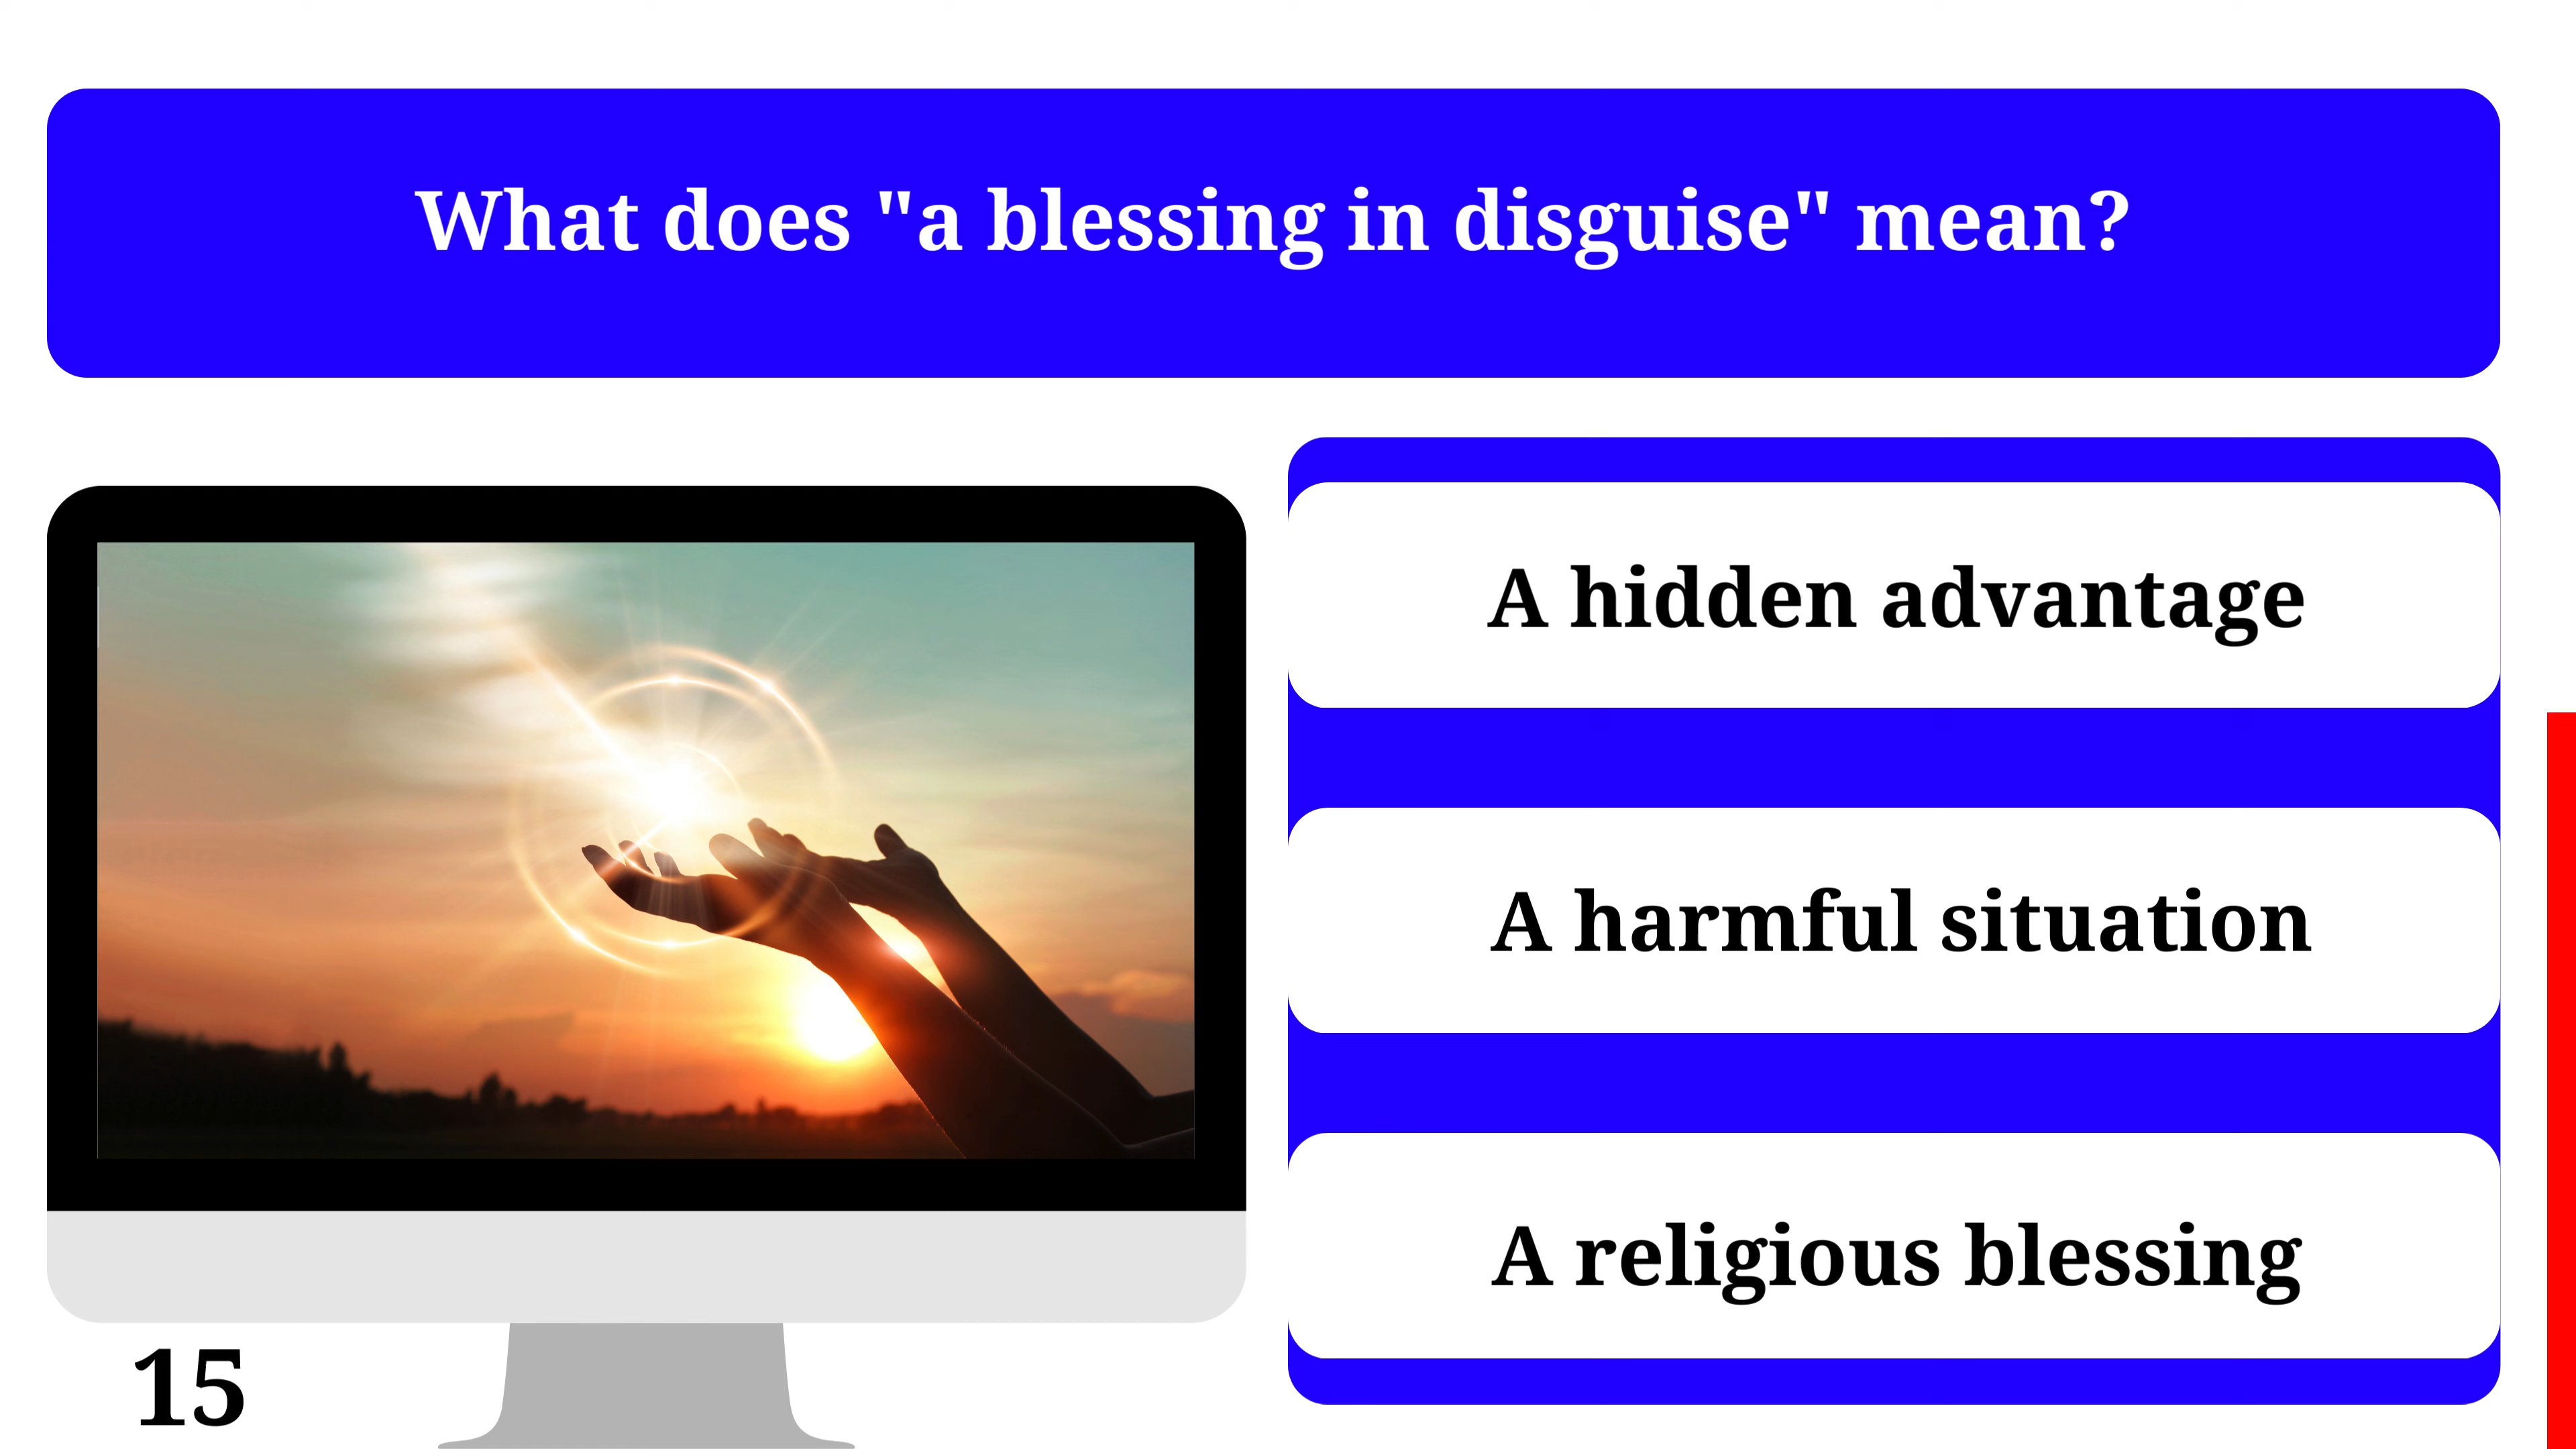 What does "a blessing in disguise" mean?
A hidden advantage
A harmful situation
A religious blessing
15